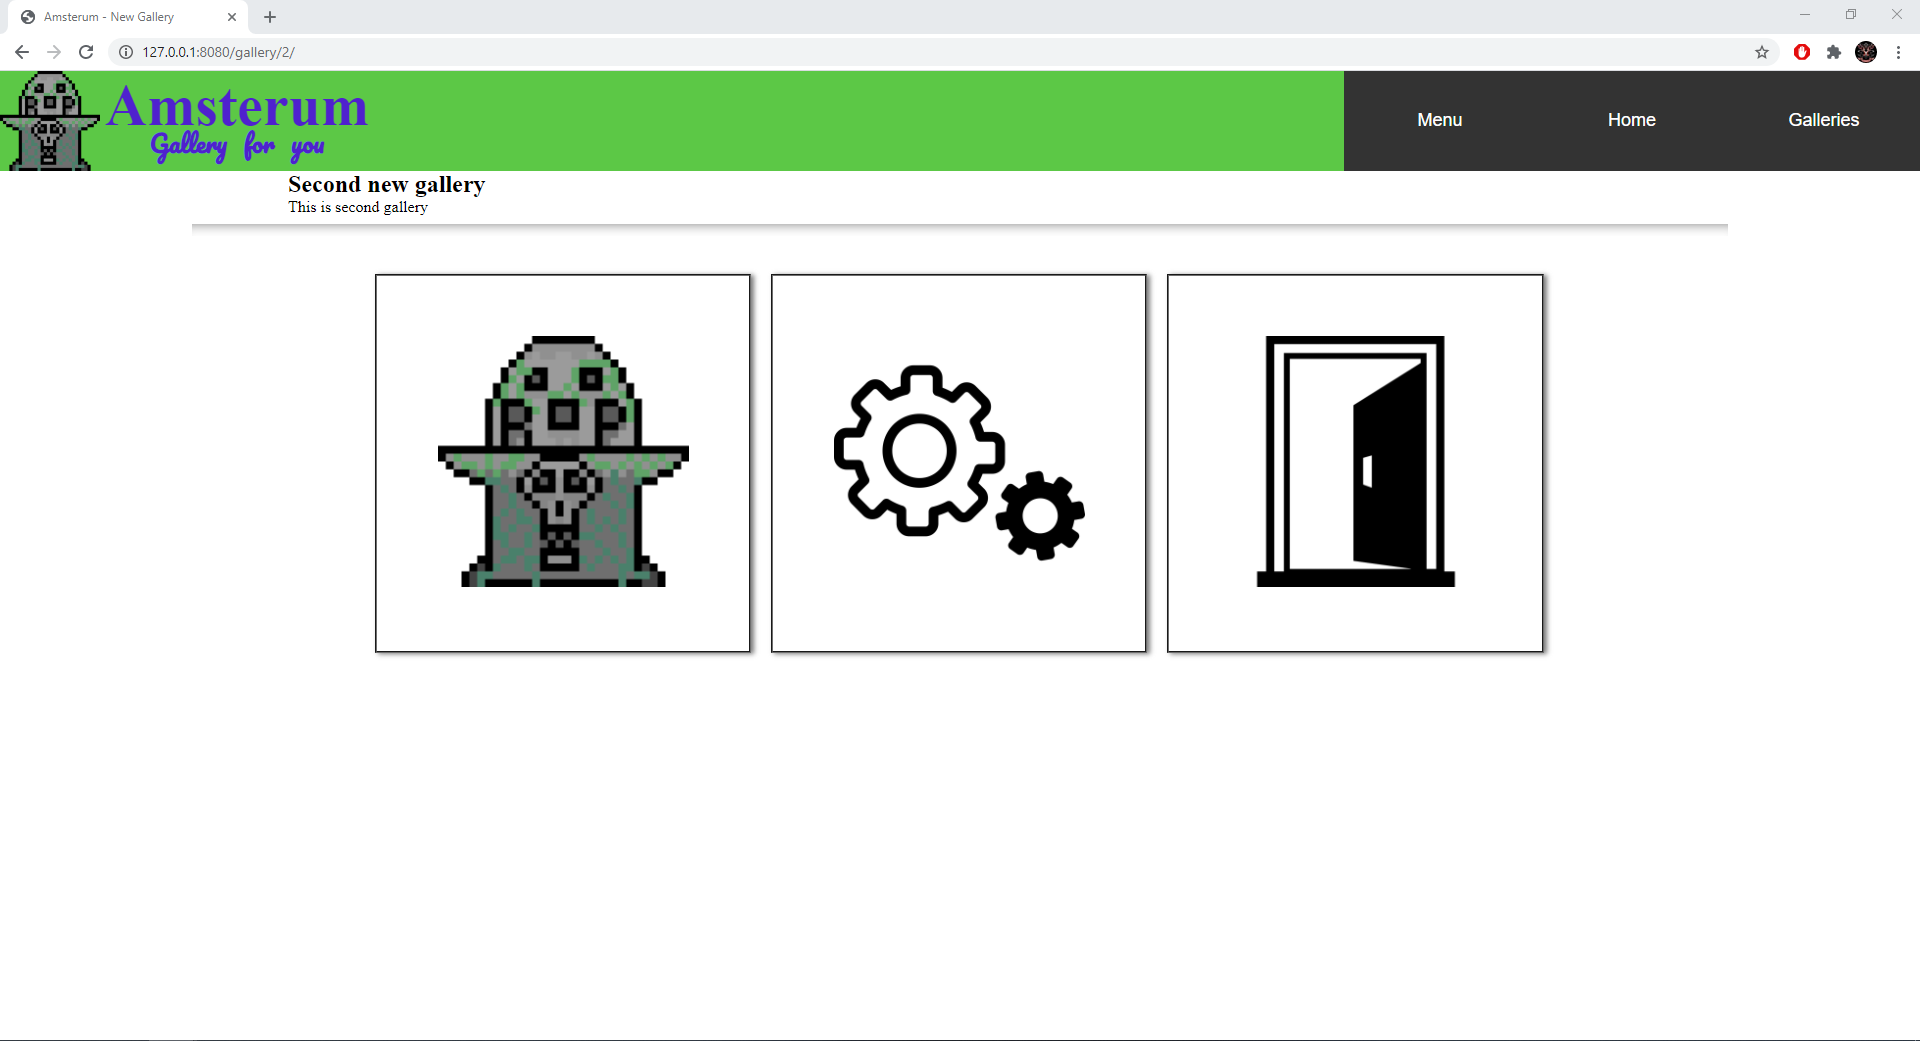 Amsterum - New Gallery
127.0.0.1:8080/gallery/2/
Amsterum
Gallery for you
Menu
Home
Galleries
Second new gallery
This is second gallery